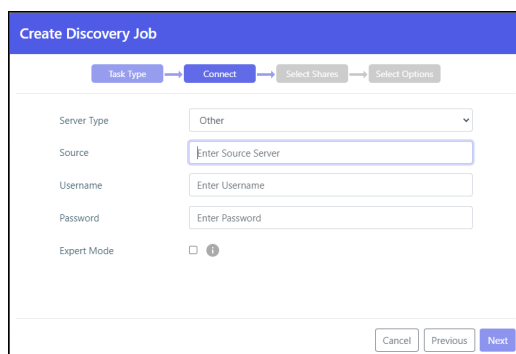 Create Discovery Job
Task Type Connect Select Shares Select Options
Server Type Other
Source Enter Source Server
Username Enter Username
Password Enter Password
Expert Mode i
Cancel Previous Next